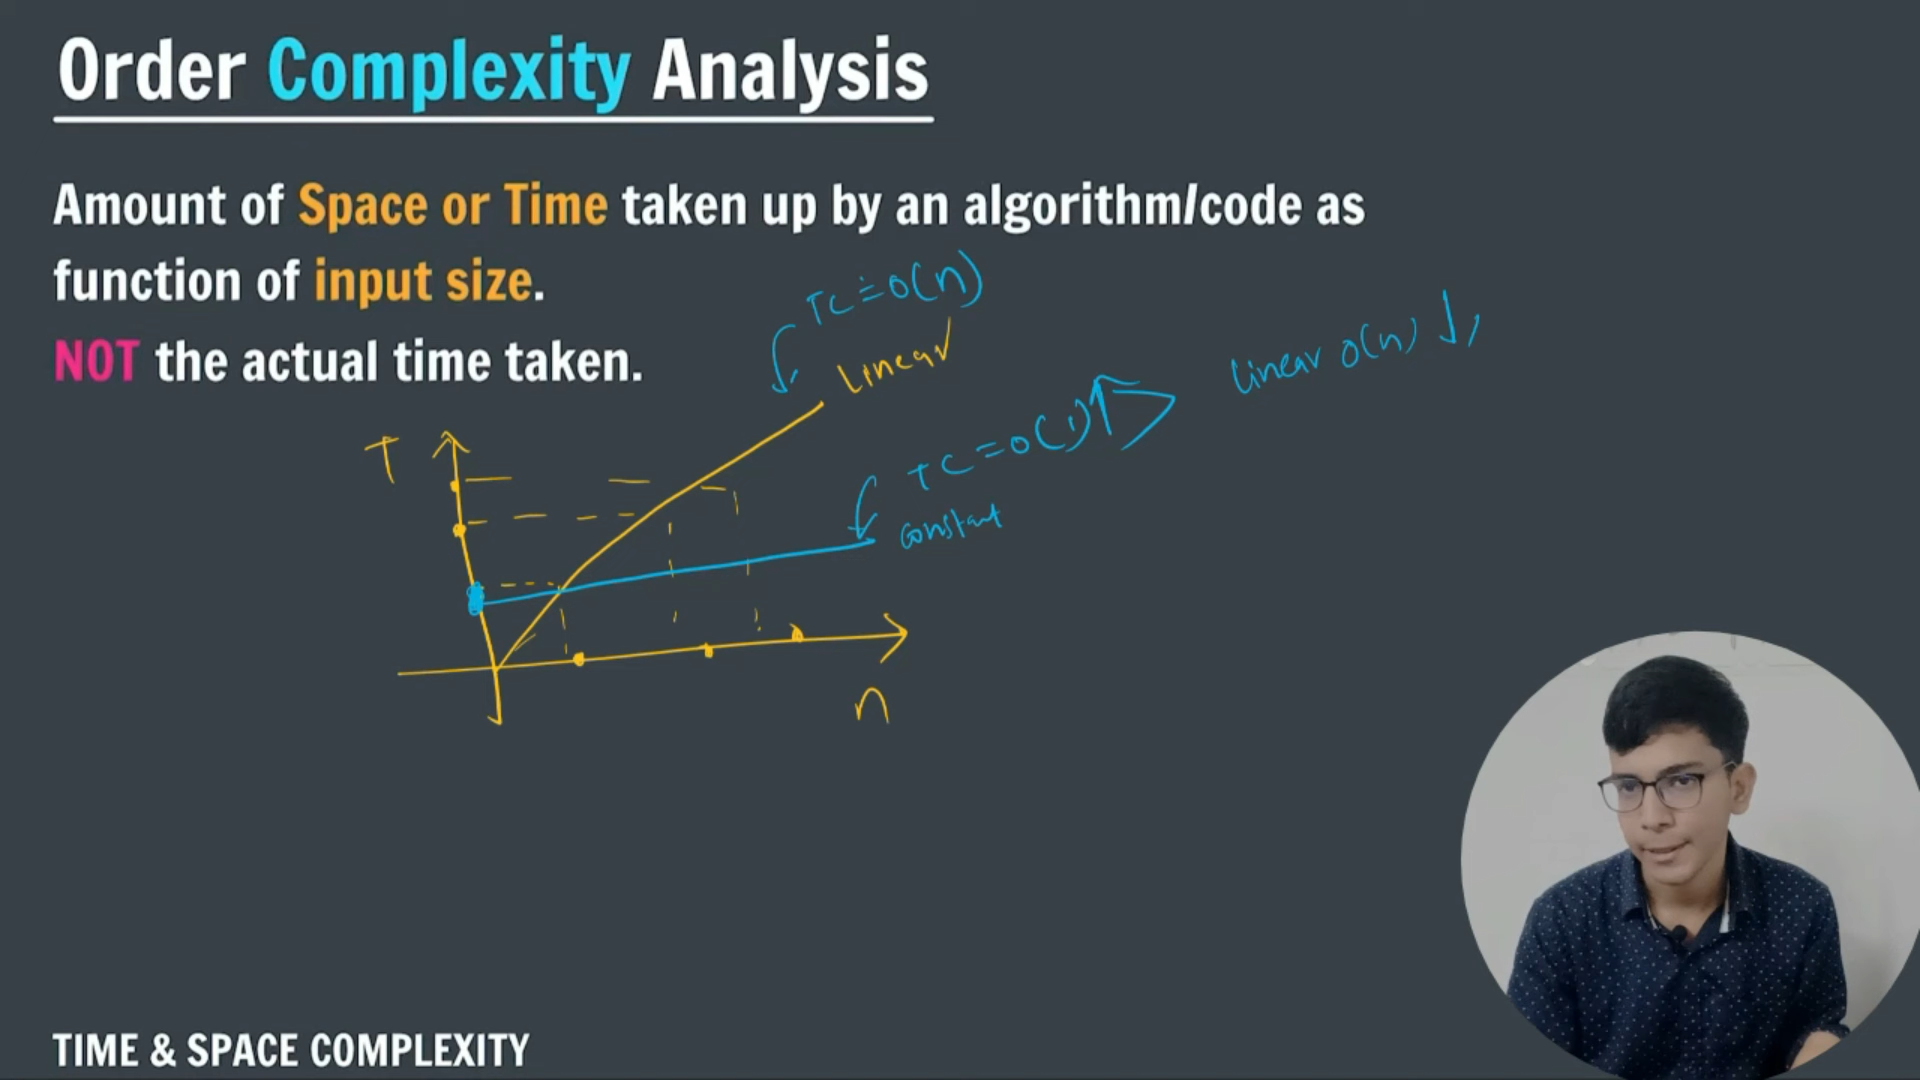 Order Complexity Analysis
Amount of Space or Time taken up by an algorithm/code as
function of input size.
NOT the actual time taken.
TC = O(n)
Linear
Linear O(n) ↓,
TC = O(1) ↑ >
constant
T
n
TIME & SPACE COMPLEXITY